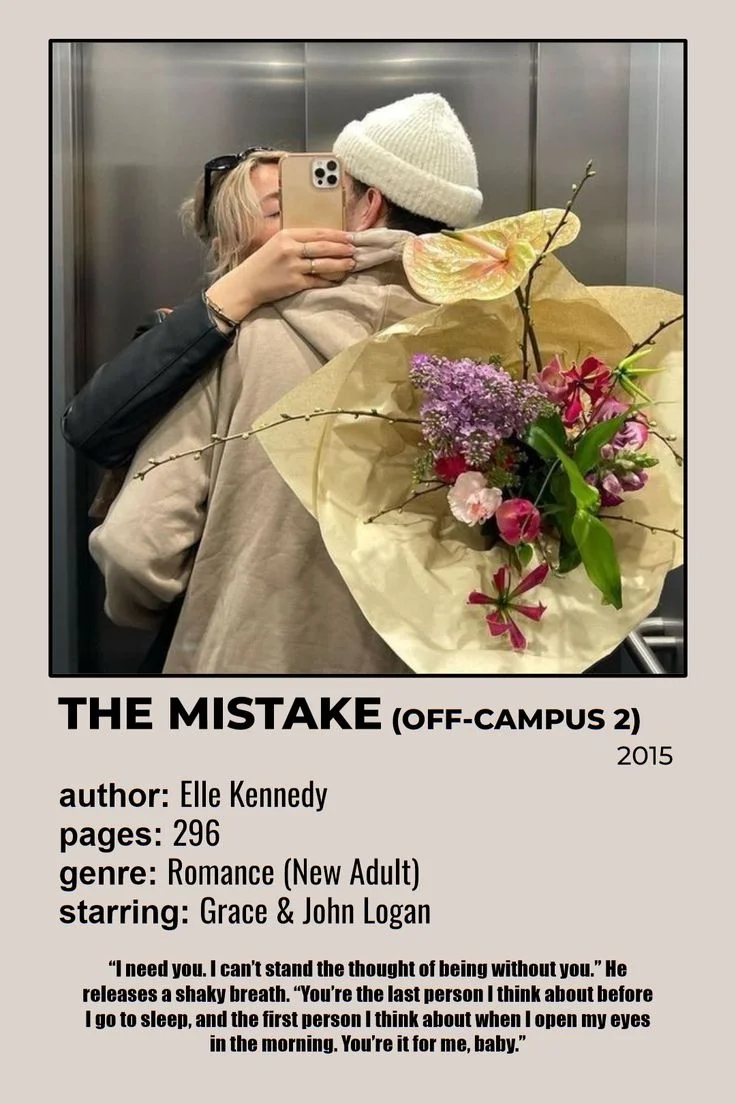 THE MISTAKE (OFF-CAMPUS 2)
2015
author: Elle Kennedy
pages: 296
genre: Romance (New Adult)
starring: Grace & John Logan
“I need you. I can’t stand the thought of being without you.” He
releases a shaky breath. “You’re the last person I think about before
I go to sleep, and the first person I think about when I open my eyes
in the morning. You’re it for me, baby.”